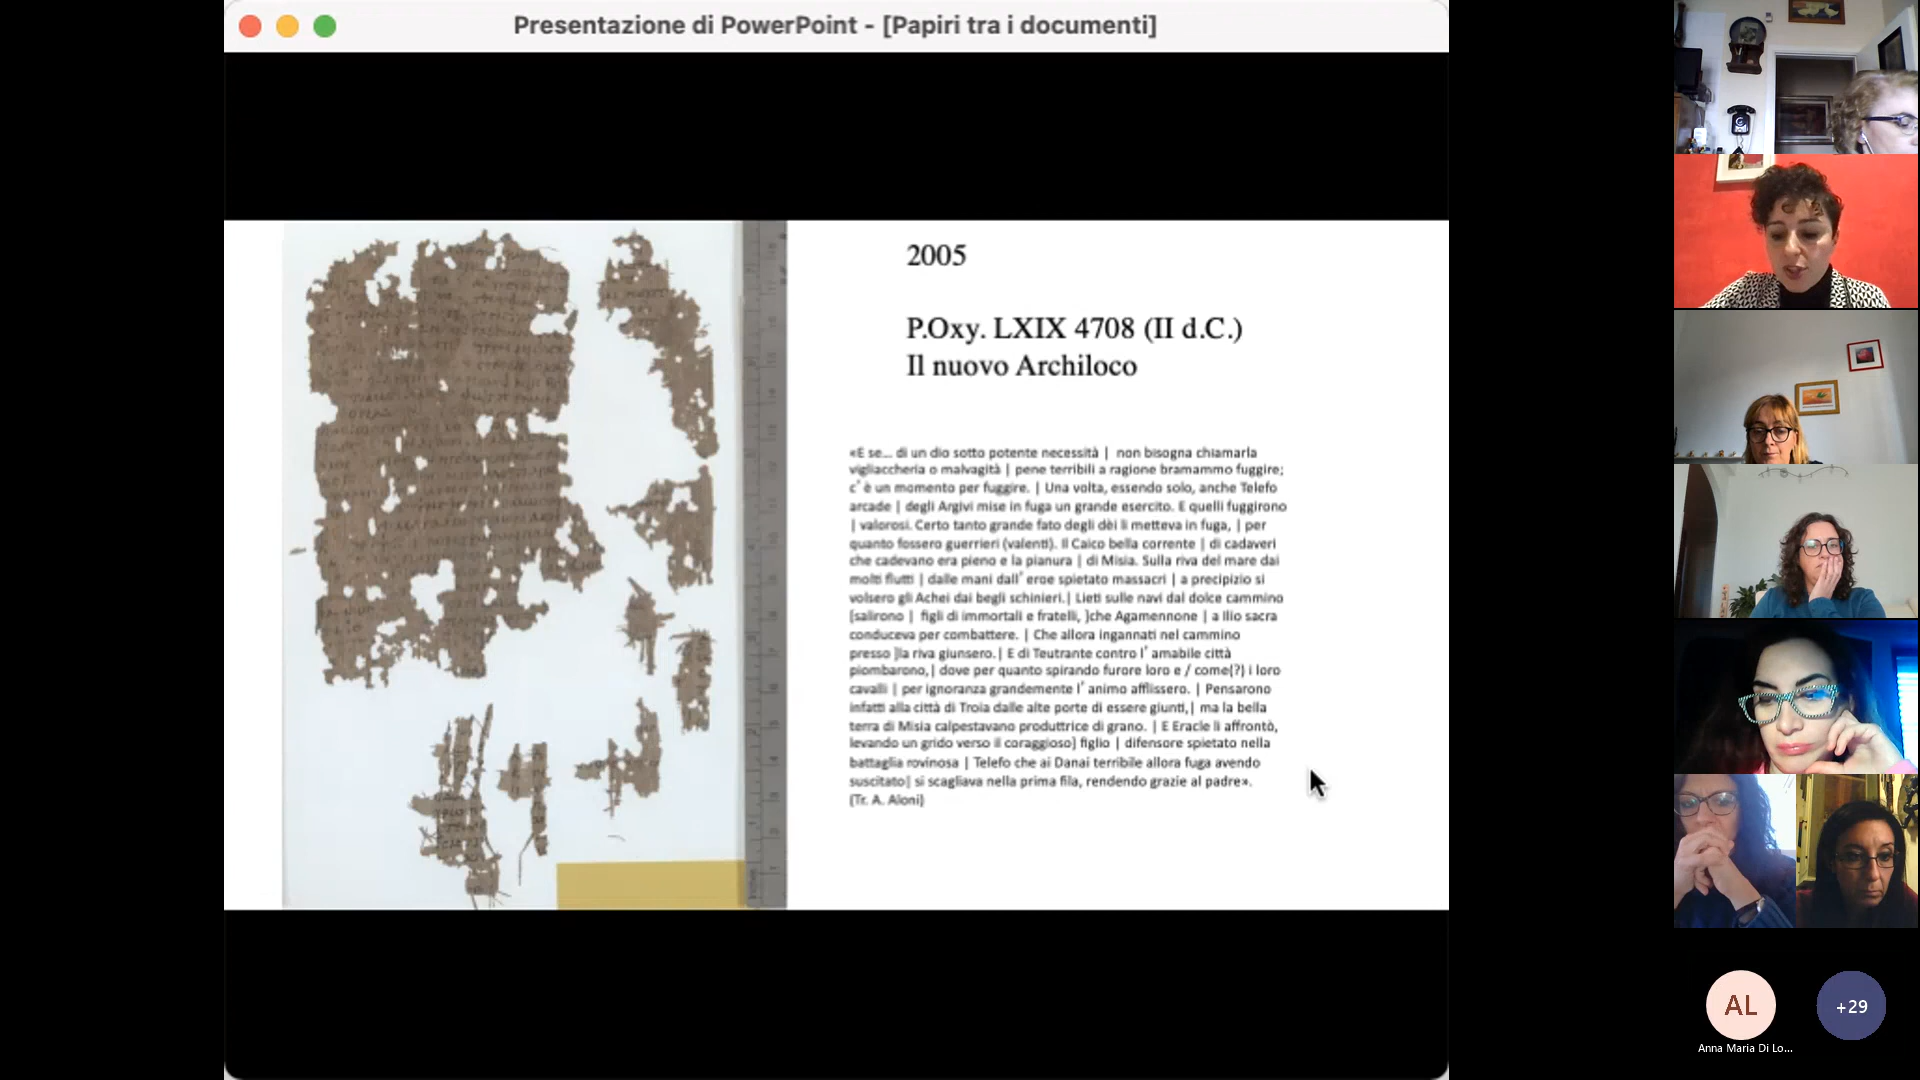 Presentazione di PowerPoint - [Papiri tra i documenti]
2005
P.Oxy. LXIX 4708 (II d.C.)
Il nuovo Archiloco
«E se... di un dio sotto potente necessità | non bisogna chiamarla
vigliaccheria o malvagità | pene terribili a ragione bramammo fuggire;
c' è un momento per fuggire. | Una volta, essendo solo, anche Telefo
arcade | degli Argivi mise in fuga un grande esercito. E quelli fuggirono
| valorosi. Certo tanto grande fato degli dèi li metteva in fuga, | per
quanto fossero guerrieri (valenti). Il Caico bella corrente | di cadaveri
che cadevano era pieno e la pianura | di Misia. Sulla riva del mare dai
molti flutti | dalle mani dall' eroe spietato massacri | a precipizio si
volsero gli Achei dai begli schinieri.| Lieti sulle navi dal dolce cammino
[salirono | figli di immortali e fratelli, ]che Agamennone | a Ilio sacra
conduceva per combattere. | Che allora ingannati nel cammino
presso ]la riva giunsero.| E di Teutrante contro l' amabile città
piombarono,| dove per quanto spirando furore loro e / come(?) i loro
cavalli | per ignoranza grandemente l' animo afflissero. | Pensarono
infatti alla città di Troia dalle alte porte di essere giunti,| ma la bella
terra di Misia calpestavano produttrice di grano. | E Eracle li affrontò,
levando un grido verso il coraggioso] figlio | difensore spietato nella
battaglia rovinosa | Telefo che ai Danai terribile allora fuga avendo
suscitato| si scagliava nella prima fila, rendendo grazie al padre».
(Tr. A. Aloni)
AL
+29
Anna Maria Di Lo...